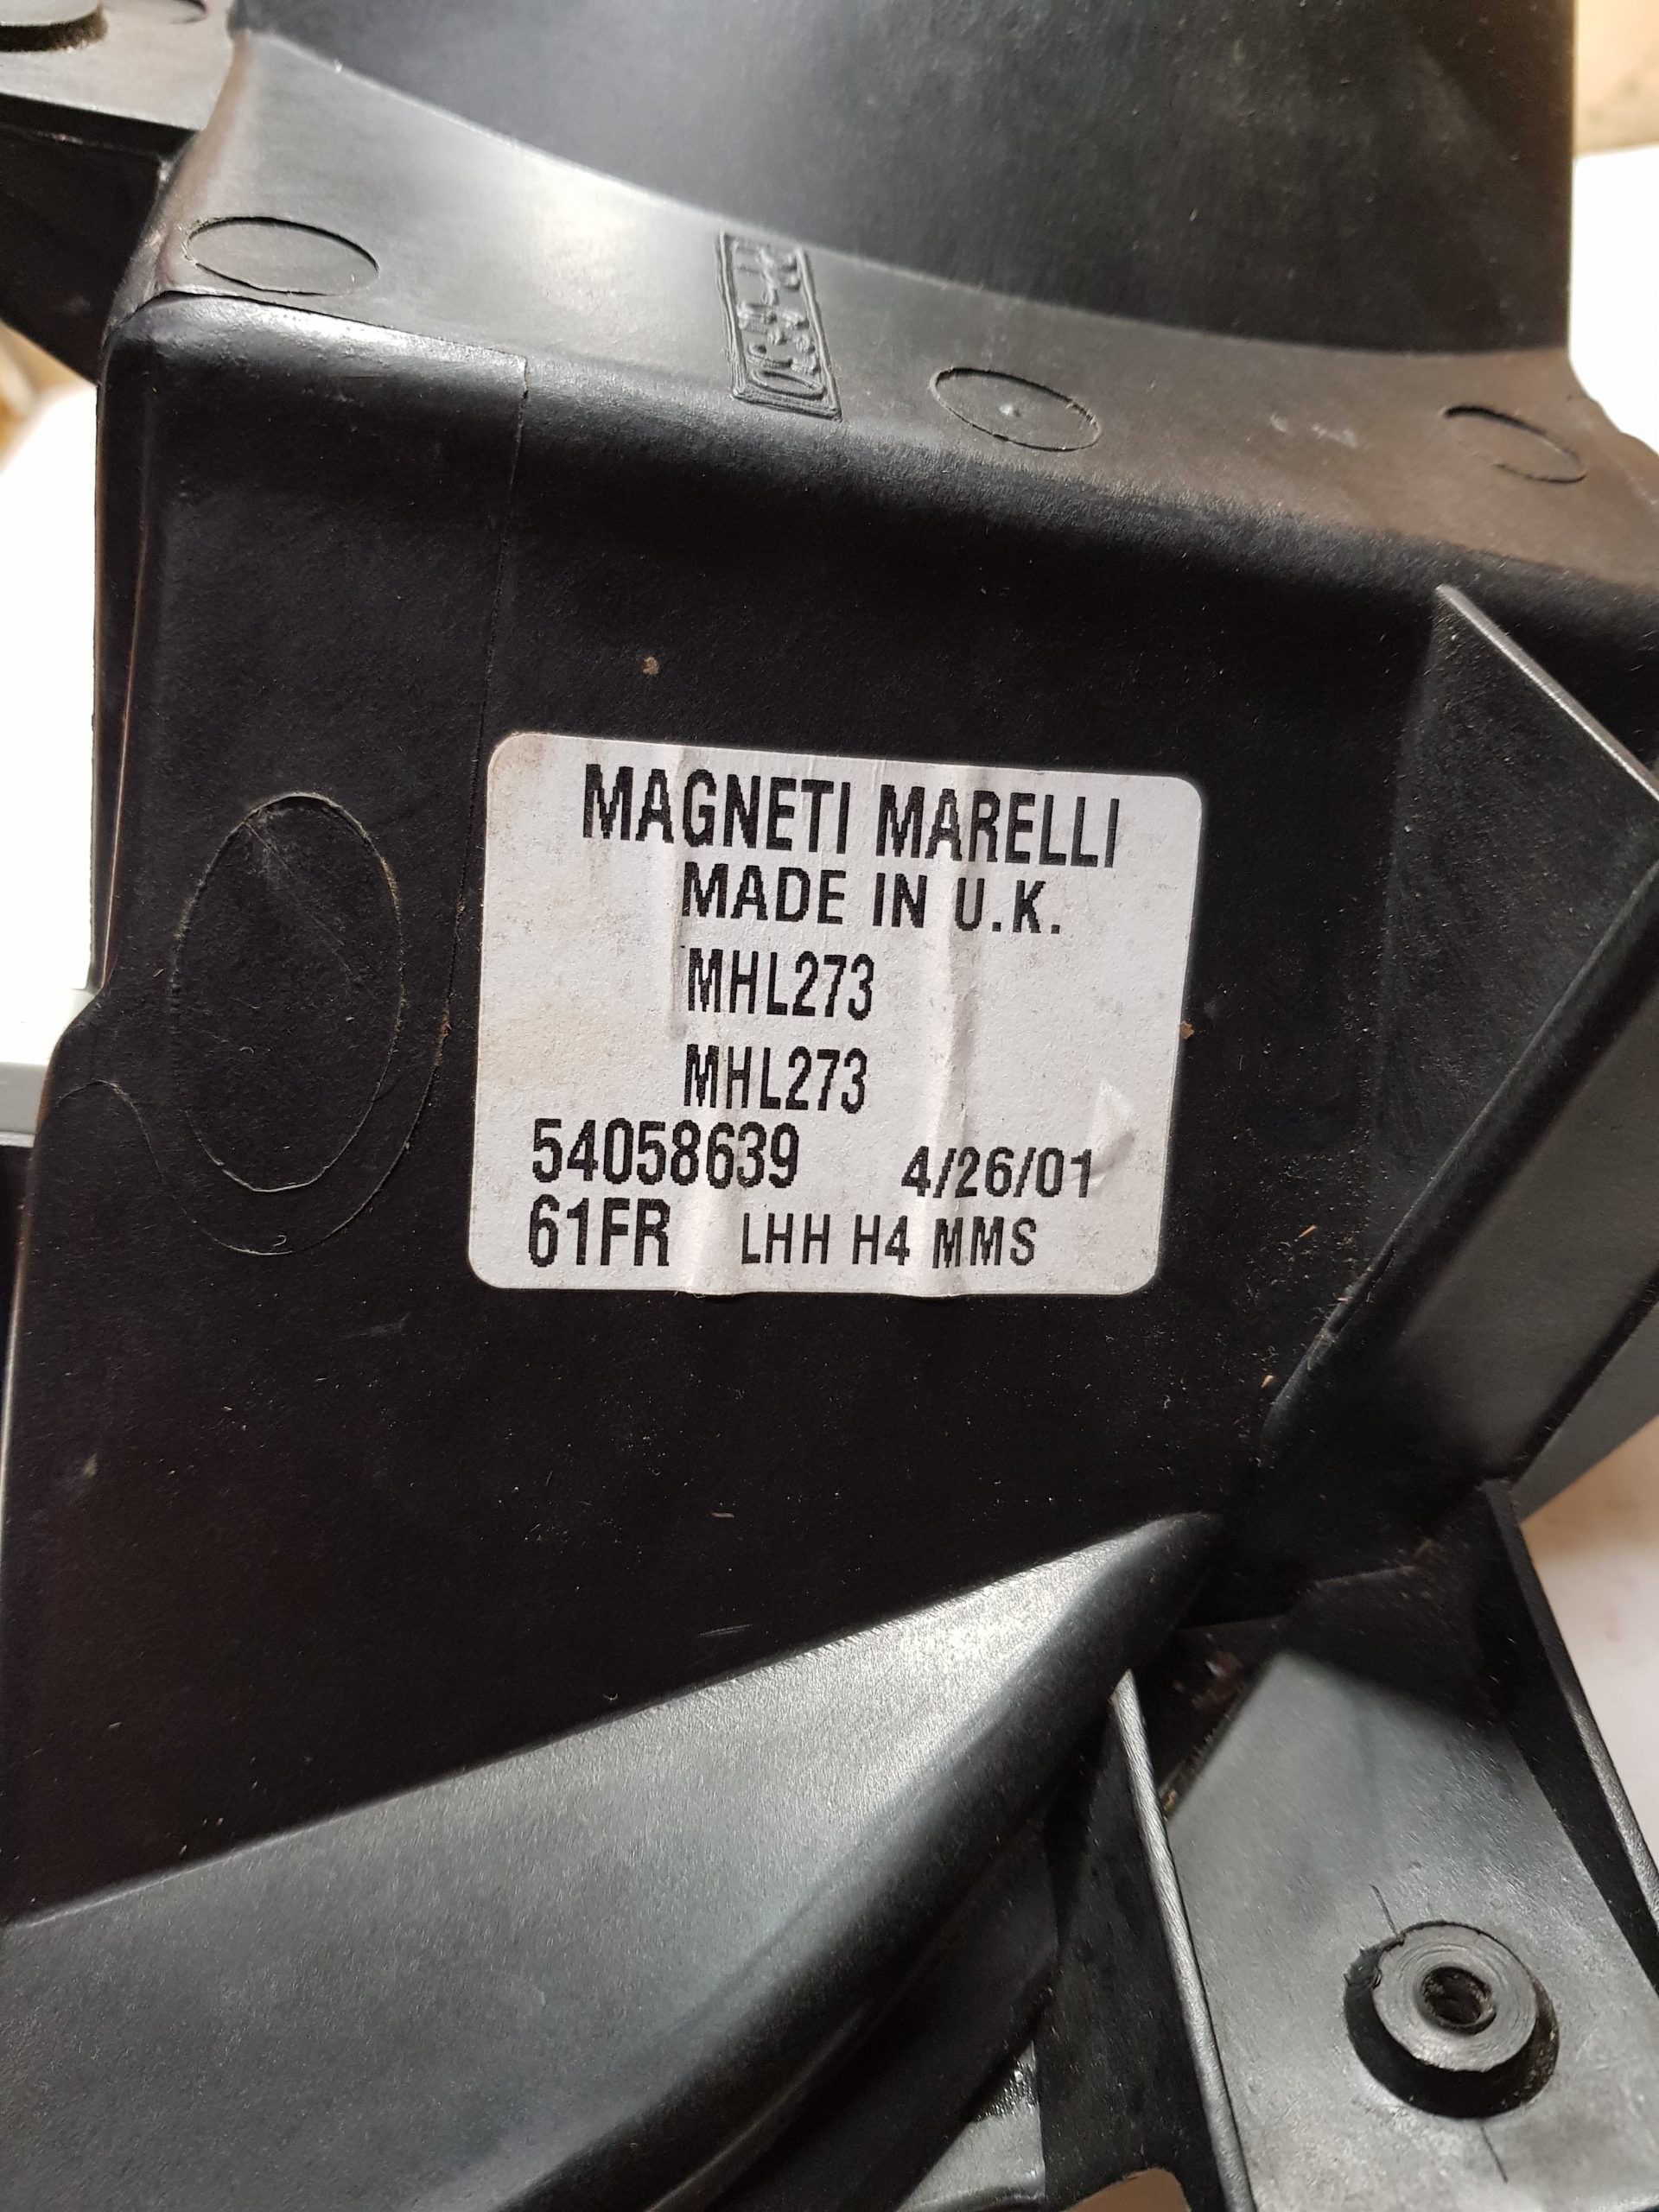 MAGNETI MARELLI
MADE IN U.K.
MHL273
MHL273
54058639 4/26/01
61FR LHH H4 MMS